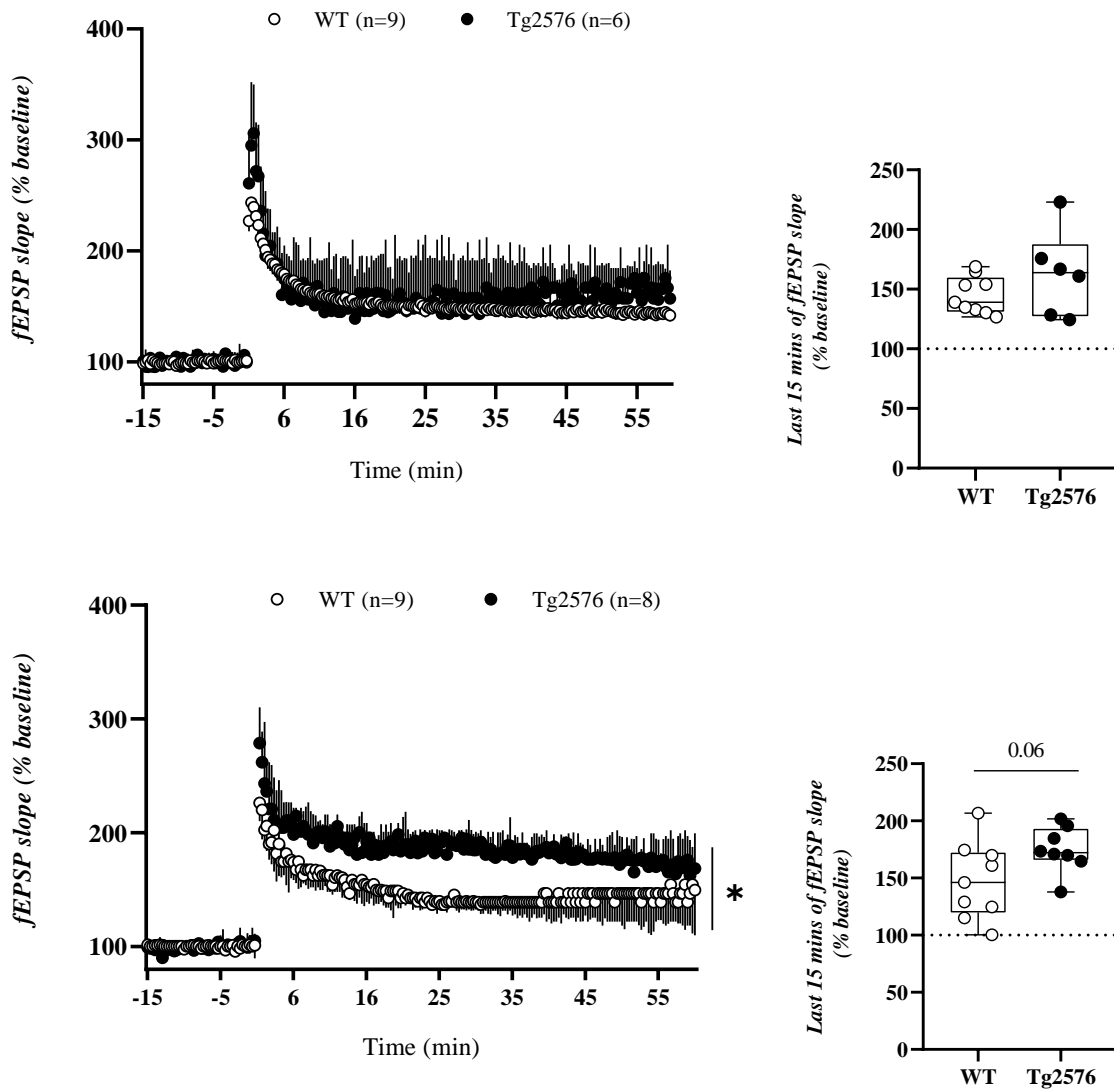 WT (n=9) Tg2576 (n=6)
400
300
200
100
fEPSP slope (% baseline)
-15 -5 6 16 25 35 45 55
Time (min)
250
200
150
100
50
0
Last 15 mins of fEPSP slope
(% baseline)
WT Tg2576
WT (n=9) Tg2576 (n=8)
400
300
200
100
fEPSP slope (% baseline)
*
-15 -5 6 16 25 35 45 55
Time (min)
0.06
250
200
150
100
50
0
Last 15 mins of fEPSP slope
(% baseline)
WT Tg2576